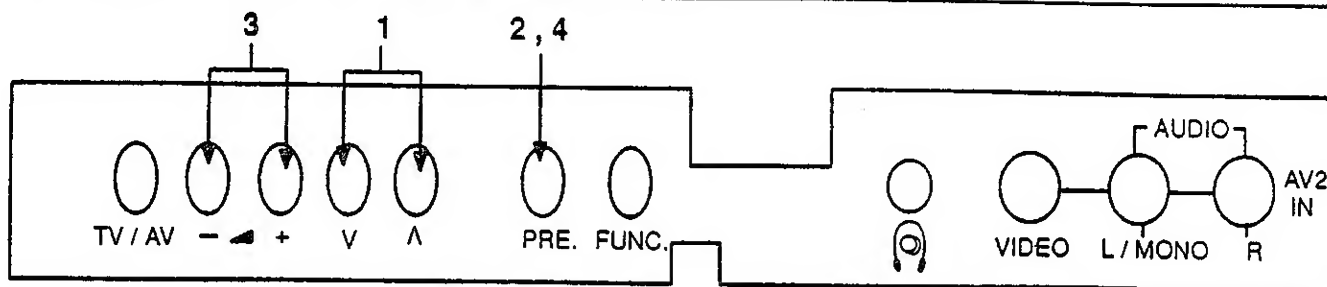 3 1 2 , 4
AUDIO
AV2
IN
TV / AV − + V Λ PRE. FUNC. VIDEO L / MONO R